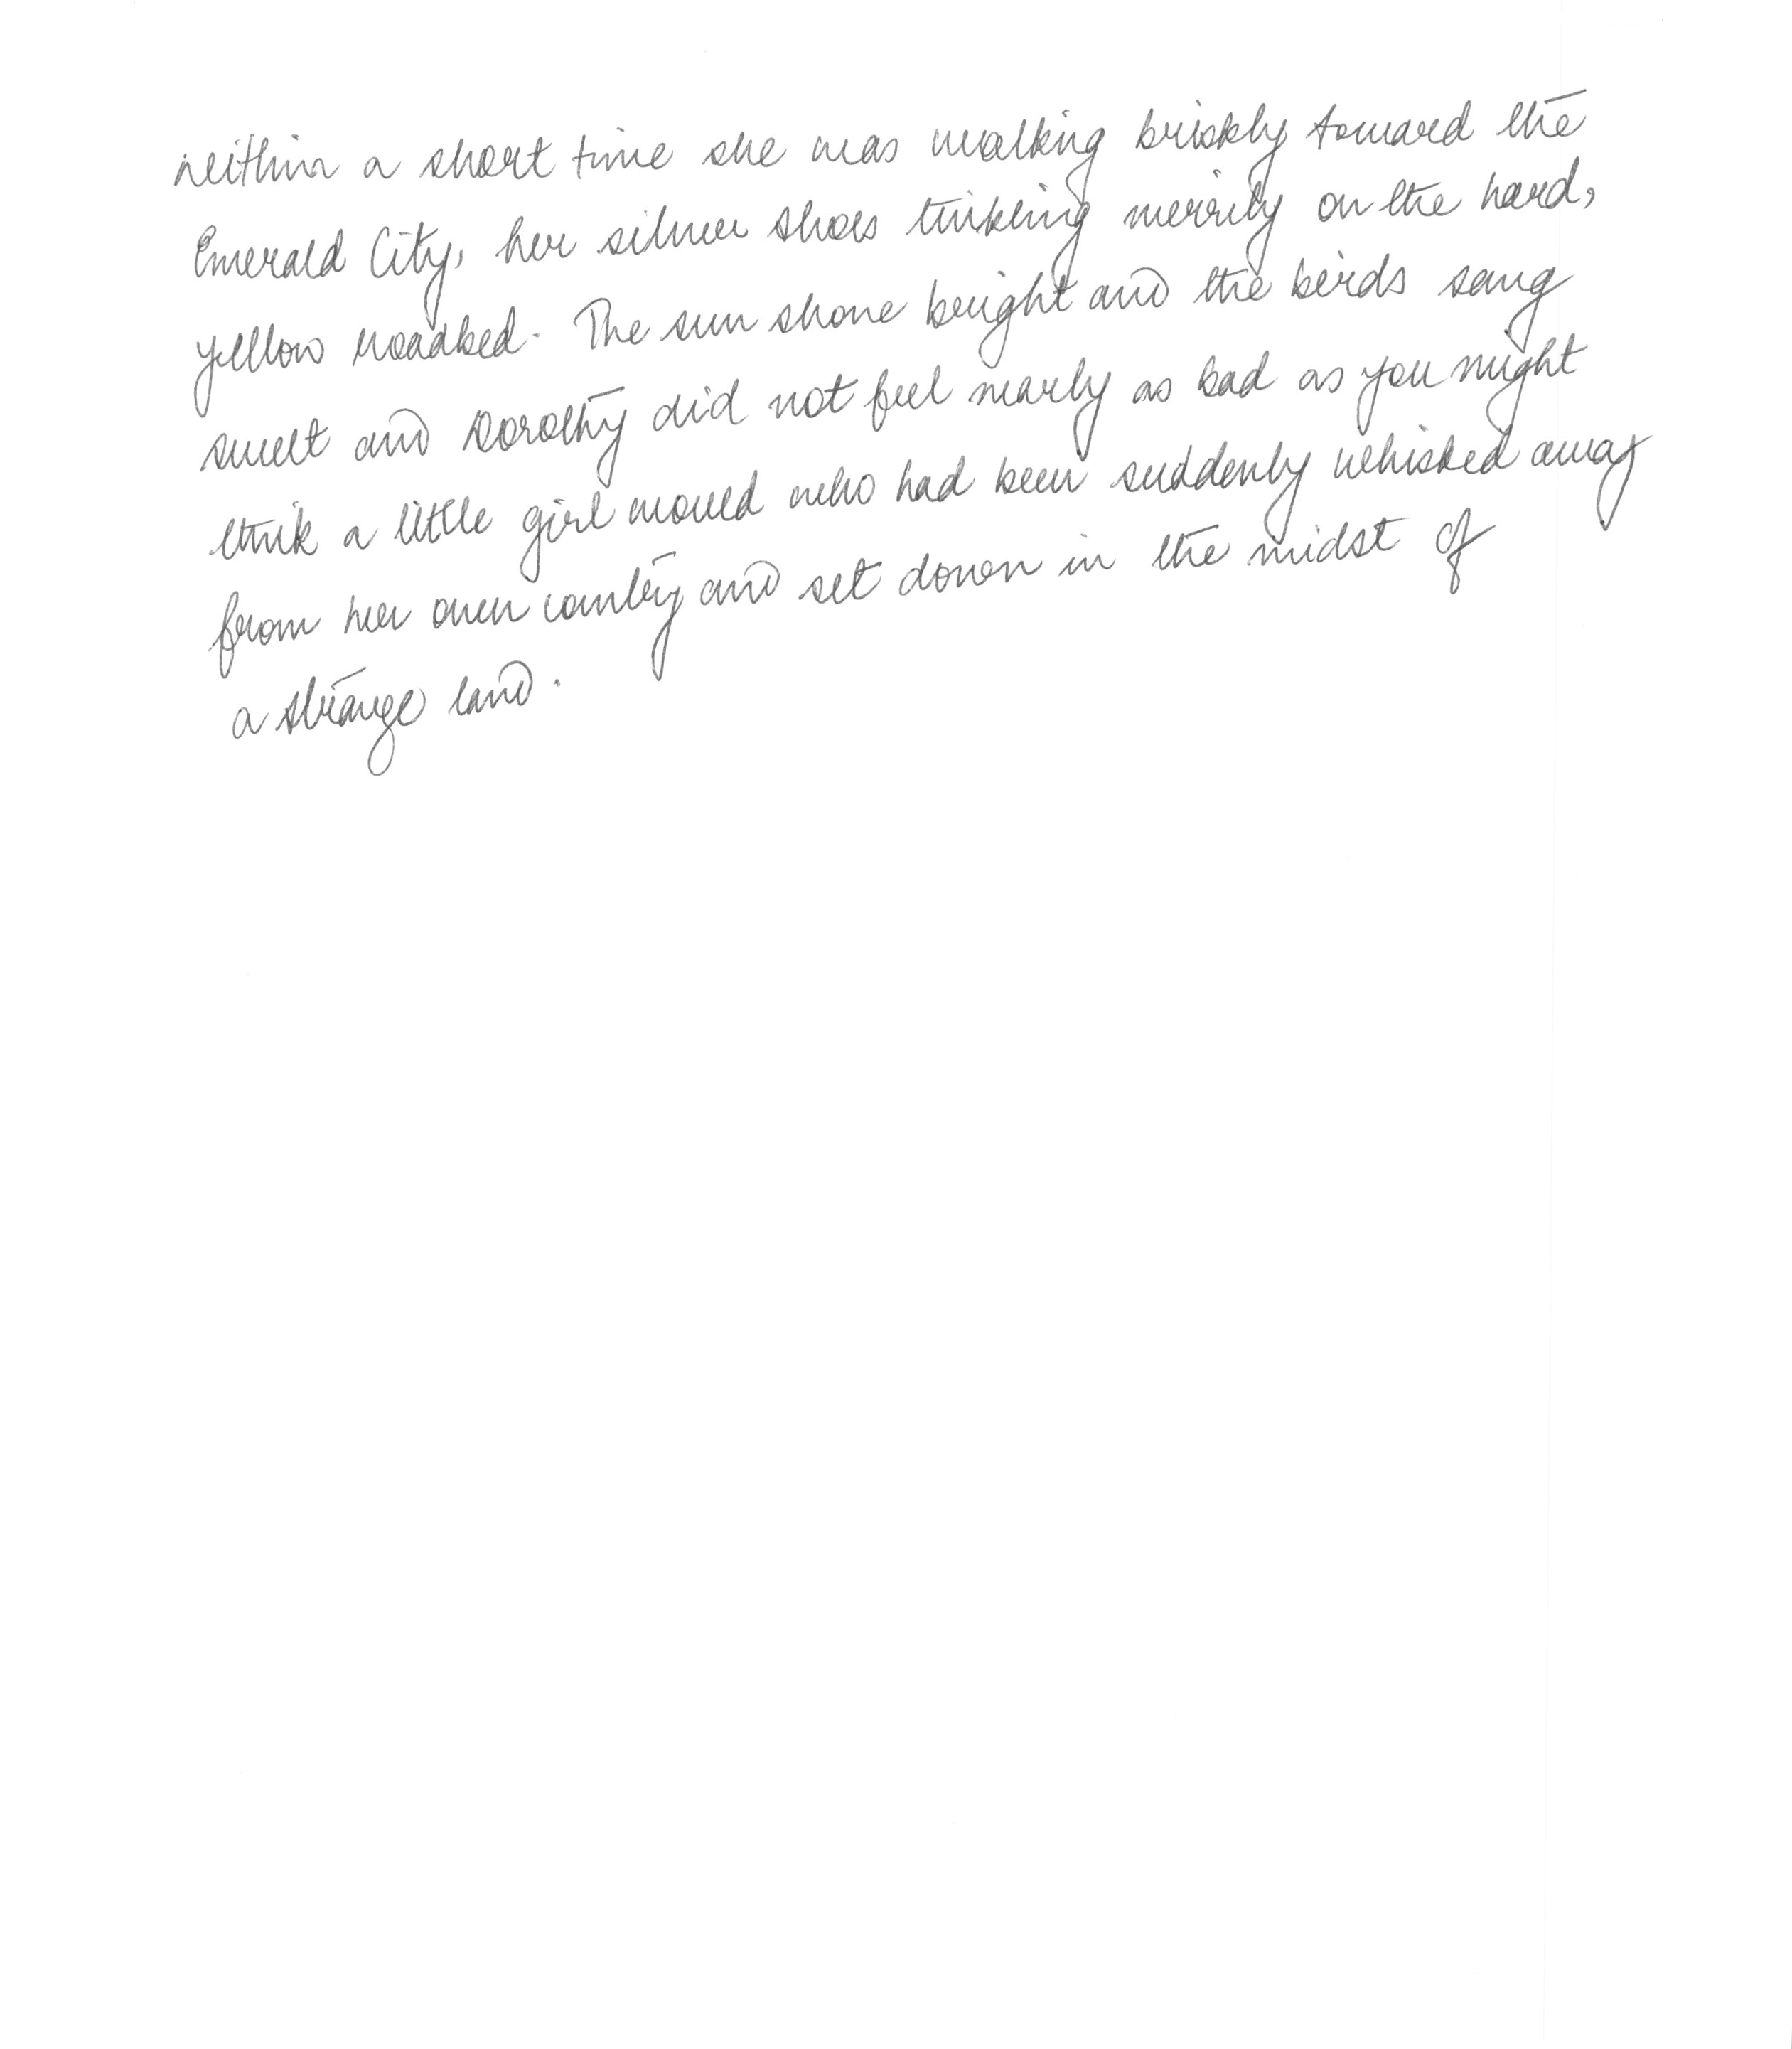 within a short time she was walking briskly toward the
Emerald City, her silver shoes tinkling merrily on the hard,
yellow roadbed. The sun shone bright and the birds sang
sweet and Dorothy did not feel nearly as bad as you might
think a little girl would who had been suddenly whisked away
from her own country and set down in the midst of
a strange land.